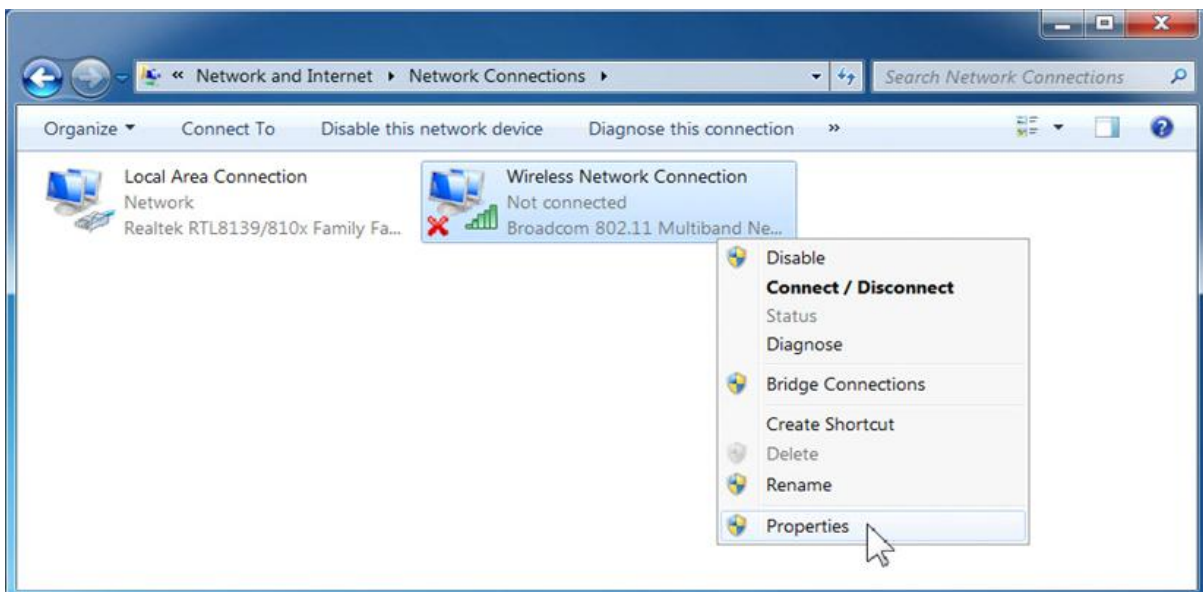 « Network and Internet ▸ Network Connections ▸
Search Network Connections
Organize ▾ Connect To Disable this network device Diagnose this connection »
Local Area Connection
Network
Realtek RTL8139/810x Family Fa...
Wireless Network Connection
Not connected
Broadcom 802.11 Multiband Ne...
Disable
Connect / Disconnect
Status
Diagnose
Bridge Connections
Create Shortcut
Delete
Rename
Properties